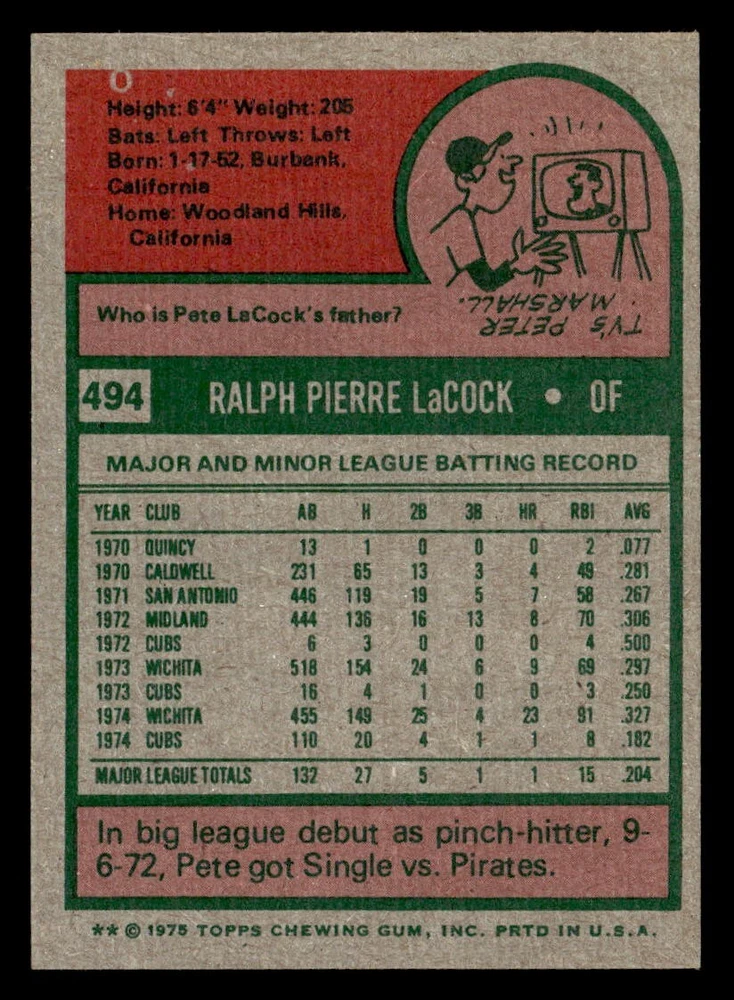 Height: 6'4" Weight: 205
Bats: Left Throws: Left
Born: 1-17-52, Burbank,
California
Home: Woodland Hills,
California
Who is Pete LaCock's father?
TV's PETER
MARSHALL.
494 RALPH PIERRE LaCOCK • OF
MAJOR AND MINOR LEAGUE BATTING RECORD
YEAR CLUB AB H 2B 3B HR RBI AVG
1970 QUINCY 13 1 0 0 0 2 .077
1970 CALDWELL 231 65 13 3 4 49 .281
1971 SAN ANTONIO 446 119 19 5 7 58 .267
1972 MIDLAND 444 136 16 13 8 70 .306
1972 CUBS 6 3 0 0 0 4 .500
1973 WICHITA 518 154 24 6 9 69 .297
1973 CUBS 16 4 1 0 0 3 .250
1974 WICHITA 455 149 25 4 23 91 .327
1974 CUBS 110 20 4 1 1 8 .182
MAJOR LEAGUE TOTALS 132 27 5 1 1 15 .204
In big league debut as pinch-hitter, 9-
6-72, Pete got Single vs. Pirates.
** © 1975 TOPPS CHEWING GUM, INC. PRTD IN U.S.A.